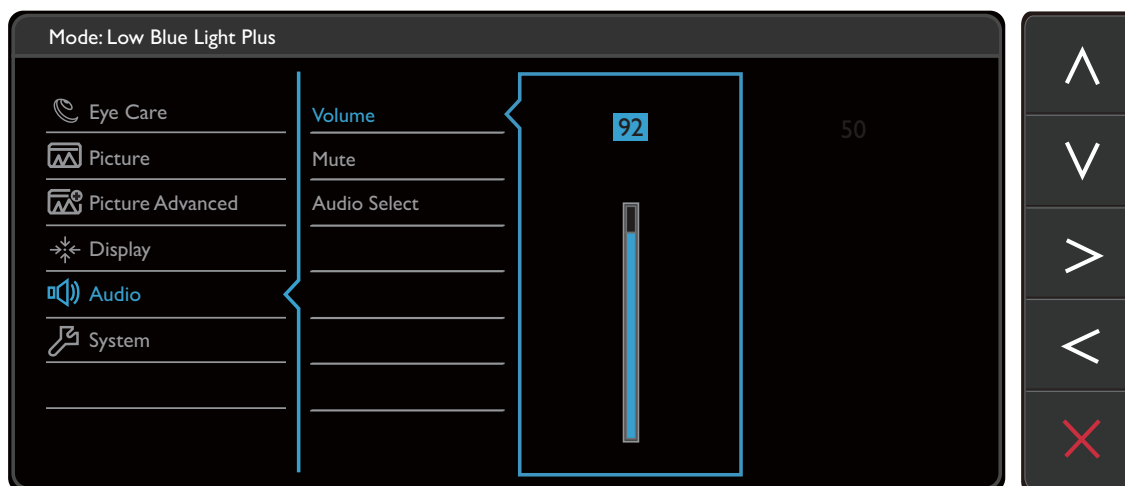 Mode: Low Blue Light Plus
Eye Care
Picture
Picture Advanced
Display
Audio
System
Volume
Mute
Audio Select
92
50